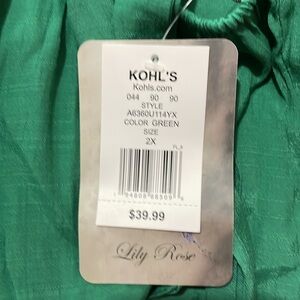 KOHL'S
Kohls.com
044 90 90
STYLE
A6360U114YX
COLOR GREEN
SIZE
2X
$39.99
Lily Rose